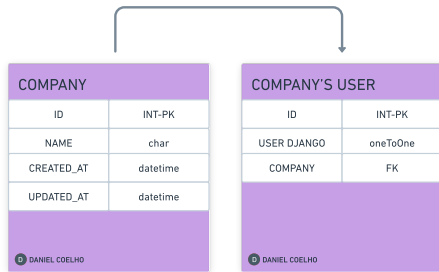 COMPANY
ID INT-PK
NAME char
CREATED_AT datetime
UPDATED_AT datetime
D DANIEL COELHO
COMPANY'S USER
ID INT-PK
USER DJANGO oneToOne
COMPANY FK
D DANIEL COELHO